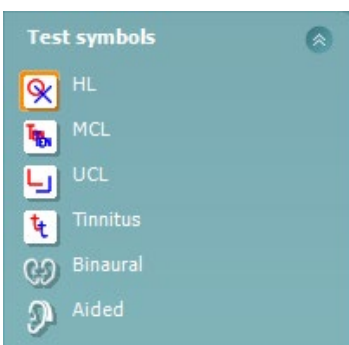 Test symbols
HL
MCL
UCL
Tinnitus
Binaural
Aided